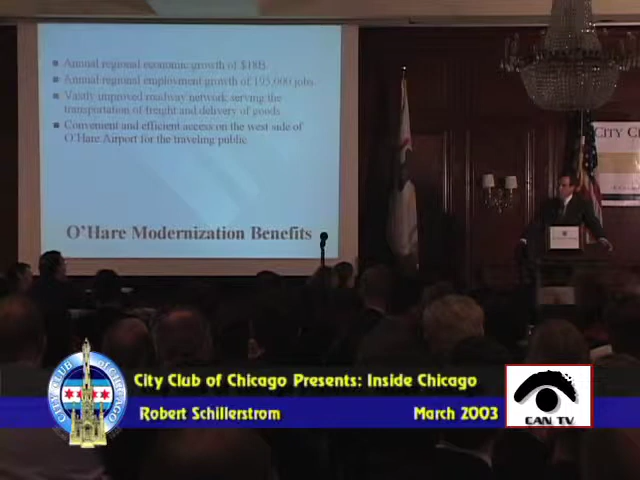 Annual regional economic growth of $18B.
Annual regional employment growth of 195,000 jobs.
Vastly improved roadway network serving the
transportation of freight and delivery of goods
Convenient and efficient access on the west side of
O'Hare Airport for the traveling public
O'Hare Modernization Benefits
CITY C
City Club of Chicago Presents: Inside Chicago
CITY CLUB of CHICAGO
Robert Schillerstrom
March 2003
CAN TV